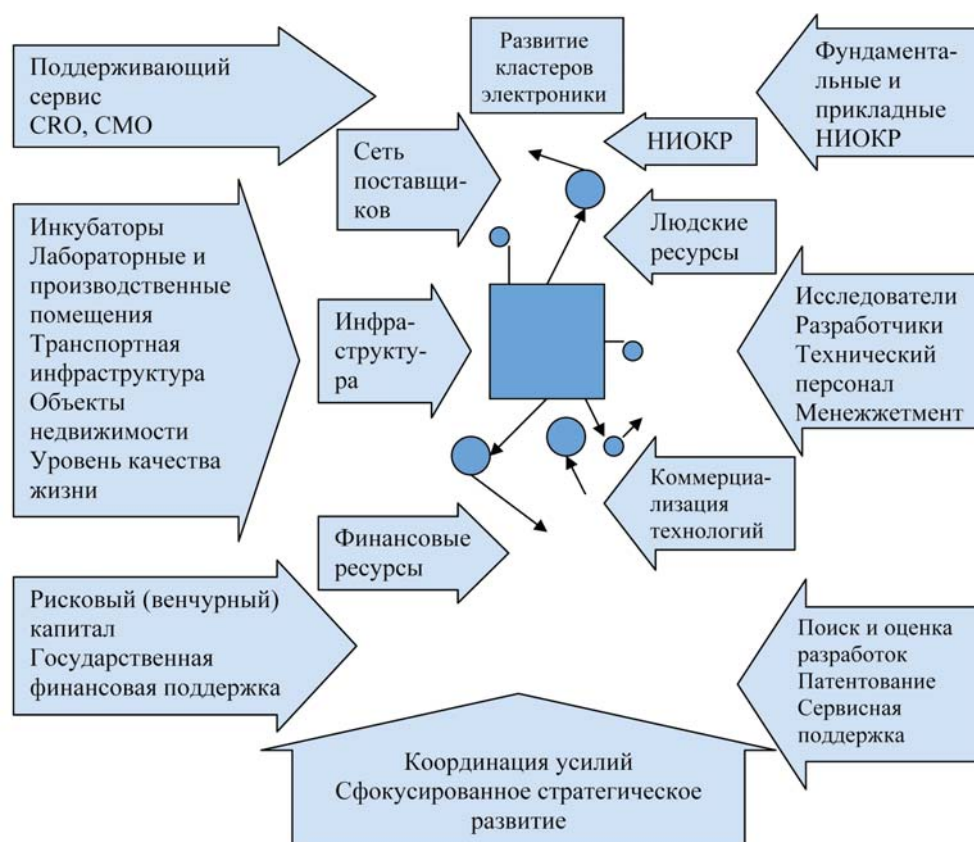 Поддерживающий
сервис
CRO, CMO
Развитие
кластеров
электроники
Фундамента-
льные и
прикладные
НИОКР
Сеть
поставщи-
ков
НИОКР
Людские
ресурсы
Инкубаторы
Лабораторные и
производственные
помещения
Транспортная
инфраструктура
Объекты
недвижимости
Уровень качества
жизни
Инфра-
структу-
ра
Исследователи
Разработчики
Технический
персонал
Менежжетмент
Коммерциа-
лизация
технологий
Финансовые
ресурсы
Рисковый (венчурный)
капитал
Государственная
финансовая поддержка
Поиск и оценка
разработок
Патентование
Сервисная
поддержка
Координация усилий
Сфокусированное стратегическое
развитие